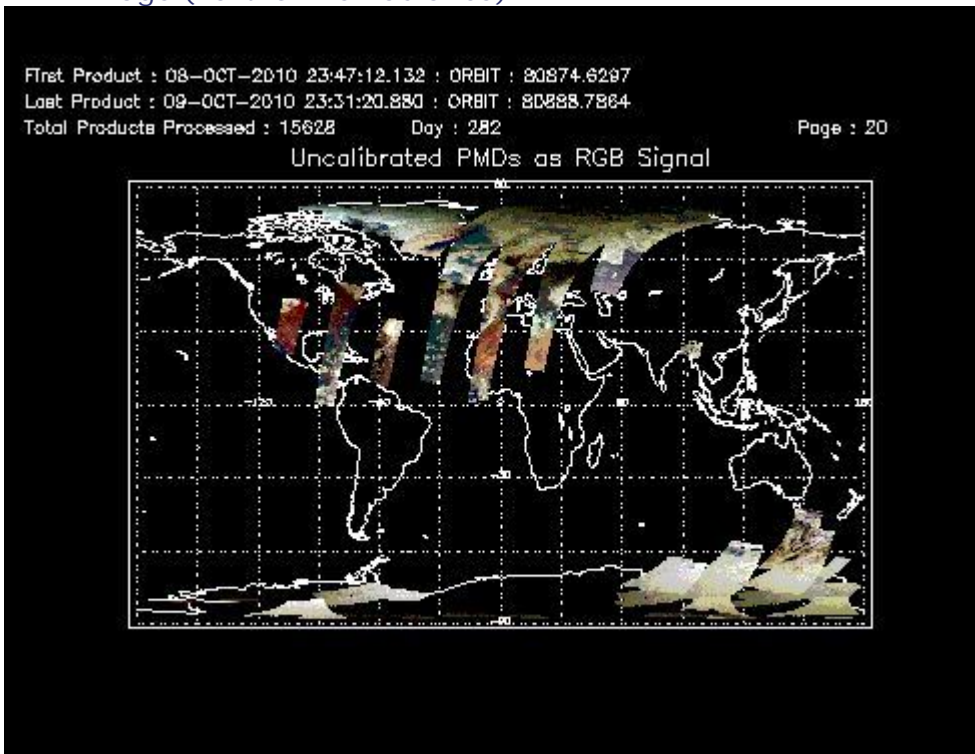 First Product : 08-OCT-2010 23:47:12.132 : ORBIT : 80874.6297
Last Product : 09-OCT-2010 23:31:20.880 : ORBIT : 80888.7864
Total Products Processed : 15628 Day : 282 Page : 20
Uncalibrated PMDs as RGB Signal